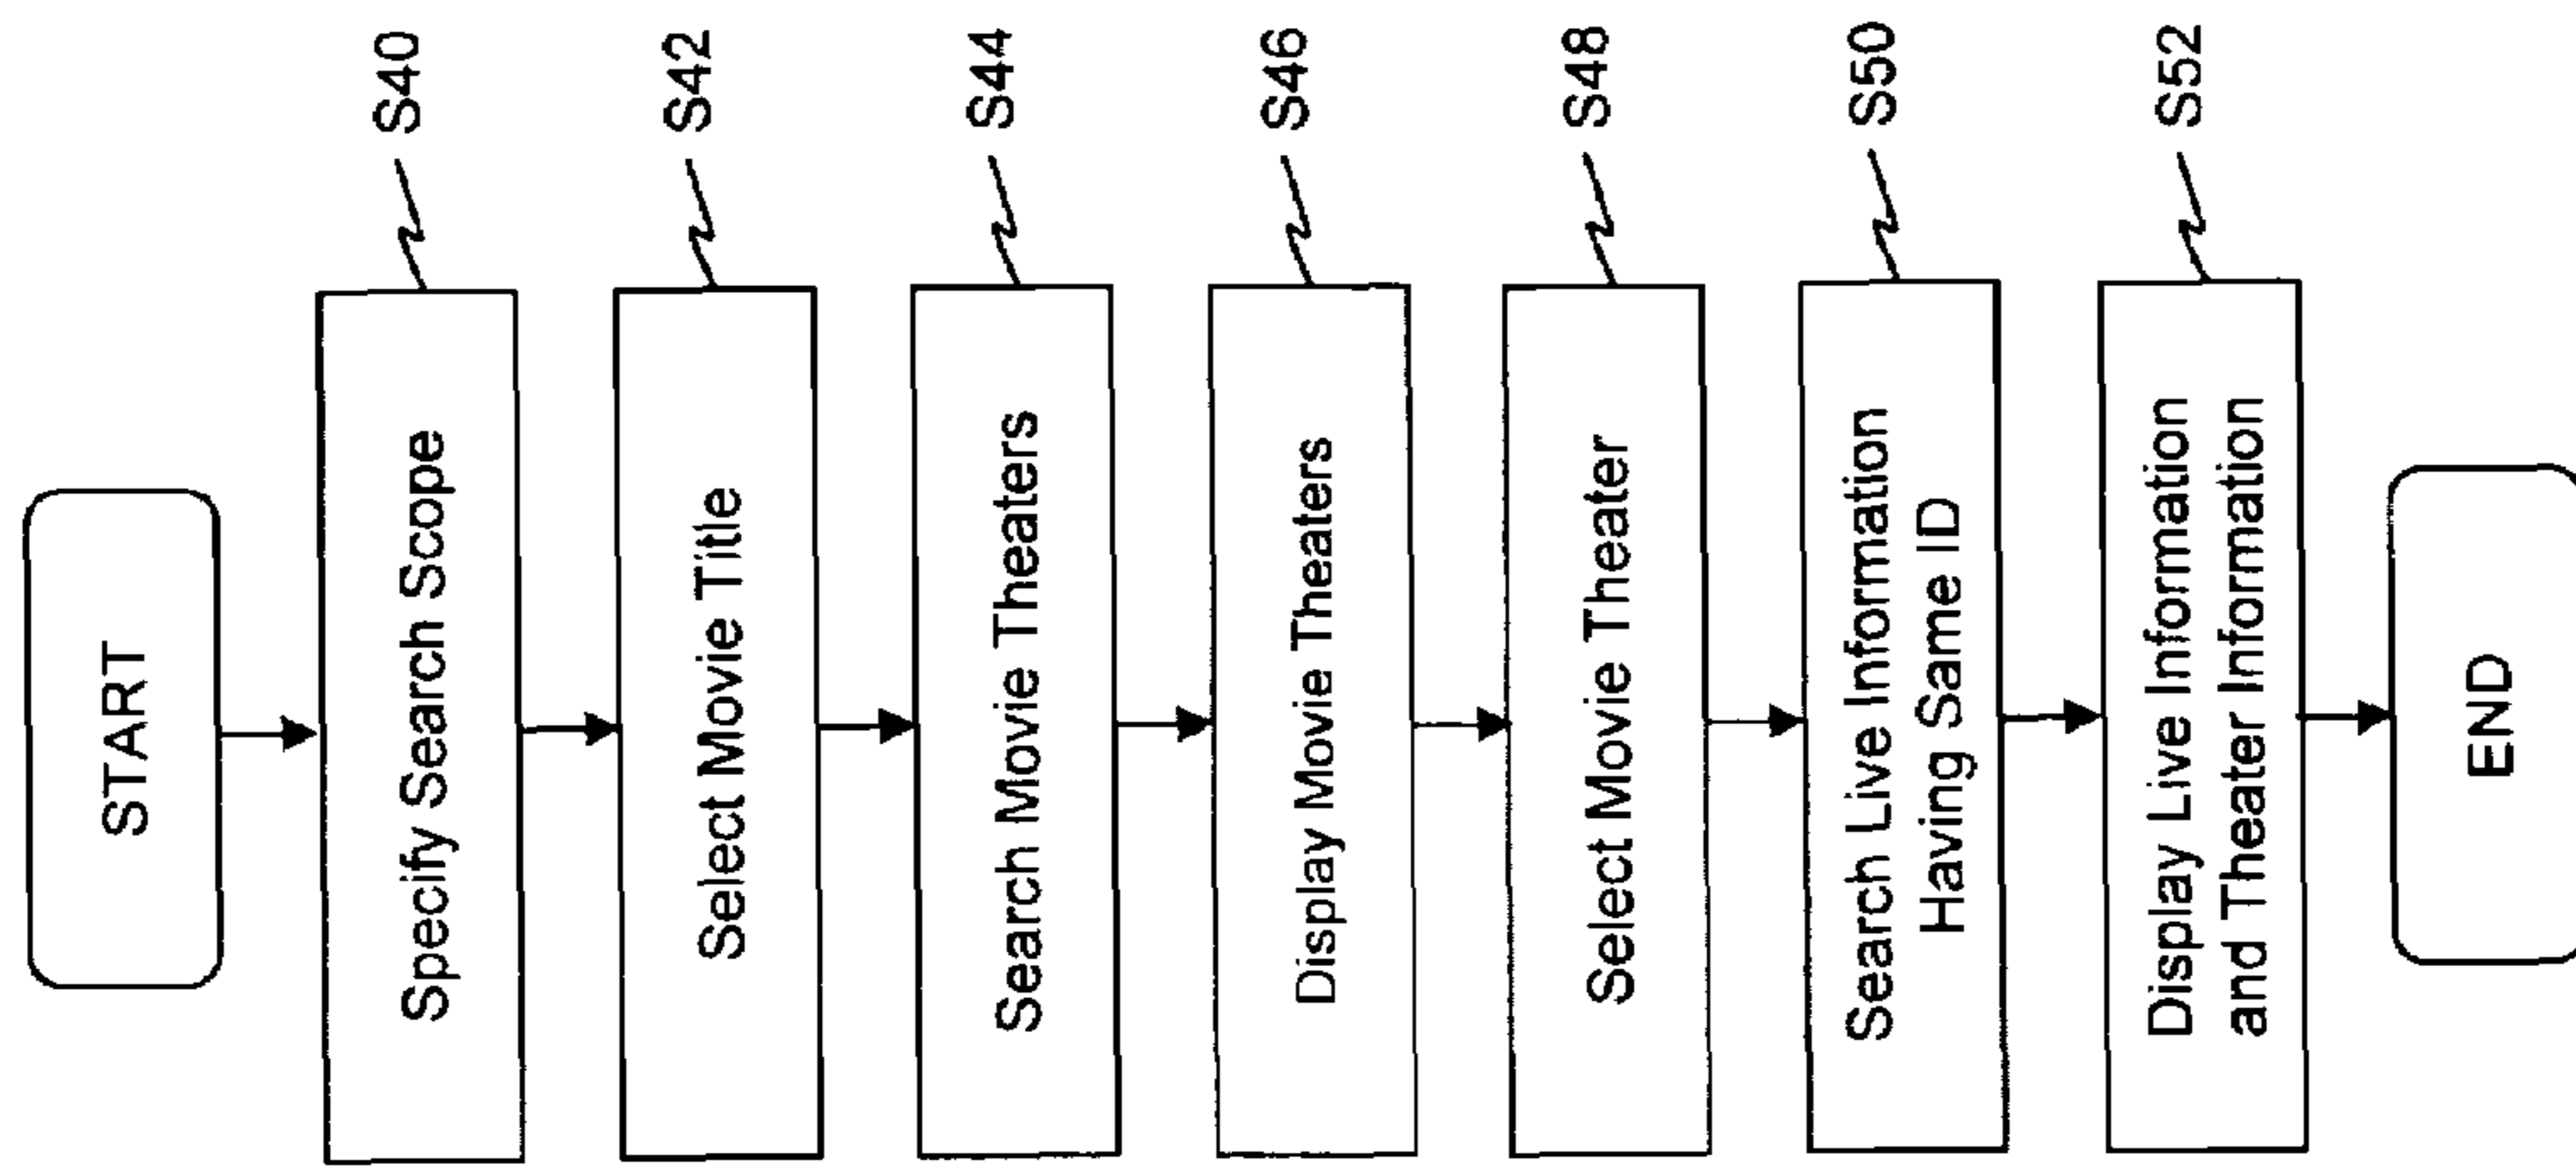 START
Specify Search Scope
S40
Select Movie Title
S42
Search Movie Theaters
S44
Display Movie Theaters
S46
Select Movie Theater
S48
Search Live Information
Having Same ID
S50
Display Live Information
and Theater Information
S52
END